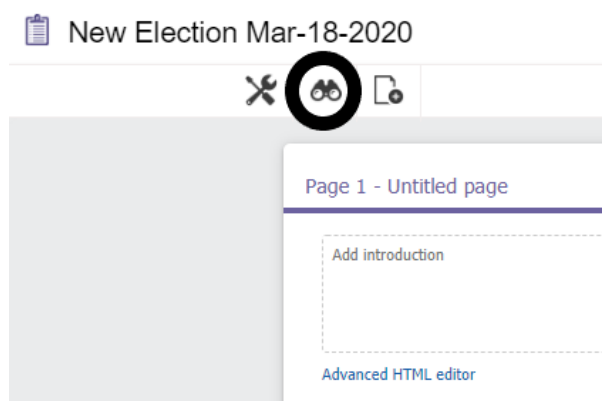 New Election Mar-18-2020
Page 1 - Untitled page
Add introduction
Advanced HTML editor